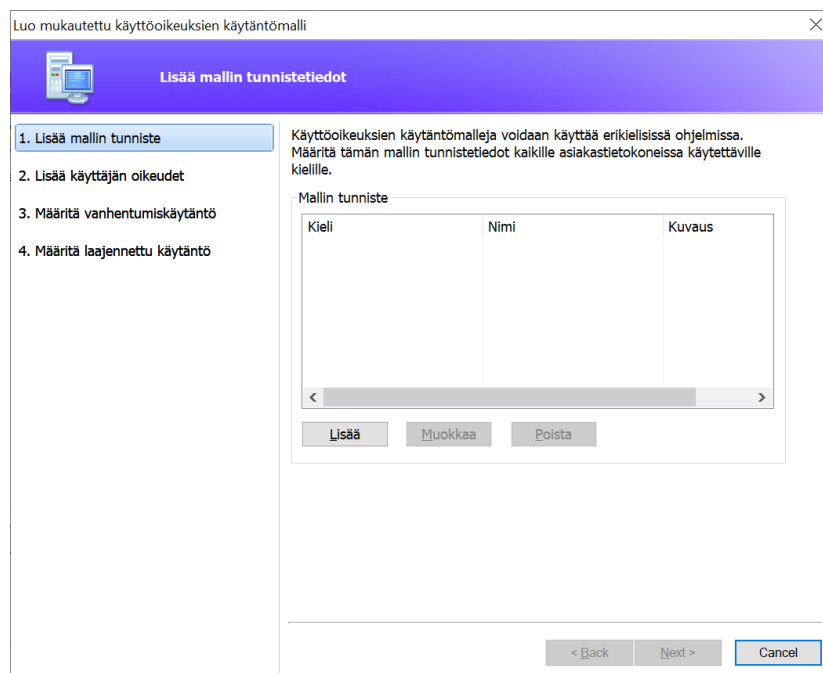 Luo mukautettu käyttöoikeuksien käytäntömalli
Lisää mallin tunnistetiedot
1. Lisää mallin tunniste
2. Lisää käyttäjän oikeudet
3. Määritä vanhentumiskäytäntö
4. Määritä laajennettu käytäntö
Käyttöoikeuksien käytäntömalleja voidaan käyttää erikielisissä ohjelmissa.
Määritä tämän mallin tunnistetiedot kaikille asiakastietokoneissa käytettäville
kielille.
Mallin tunniste
Kieli Nimi Kuvaus
Lisää Muokkaa Poista
< Back Next > Cancel